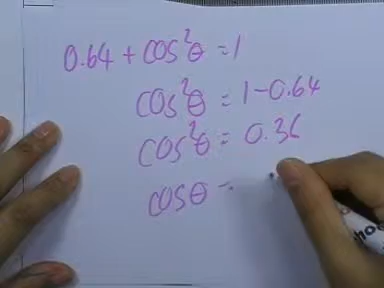 0.64 + cos²θ = 1
cos²θ = 1 - 0.64
cos²θ = 0.36
cosθ =